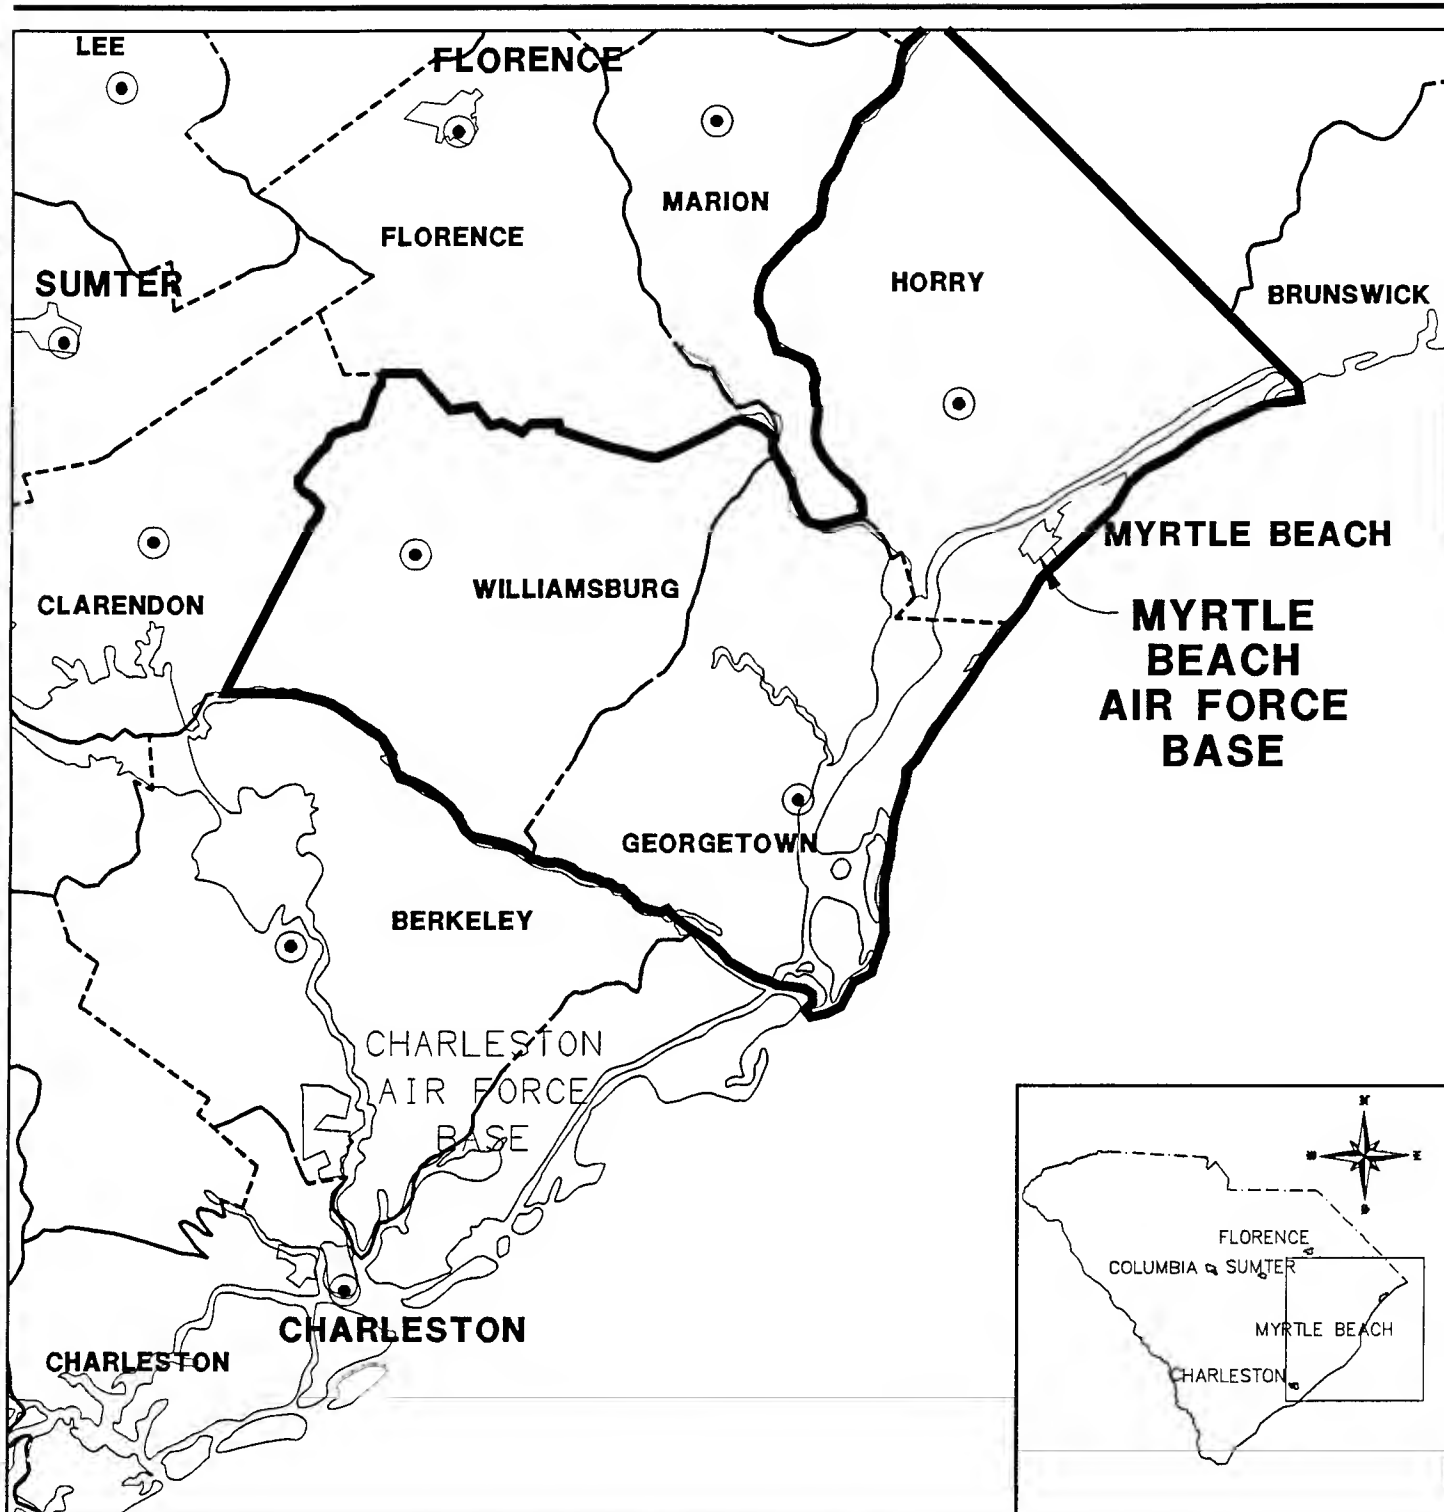 LEE
FLORENCE
MARION
FLORENCE
HORRY
SUMTER
BRUNSWICK
MYRTLE BEACH
WILLIAMSBURG
CLARENDON
MYRTLE
BEACH
AIR FORCE
BASE
GEORGETOWN
BERKELEY
CHARLESTON
AIR FORCE
BASE
CHARLESTON
CHARLESTON
N
E
FLORENCE
COLUMBIA
SUMTER
MYRTLE BEACH
CHARLESTON